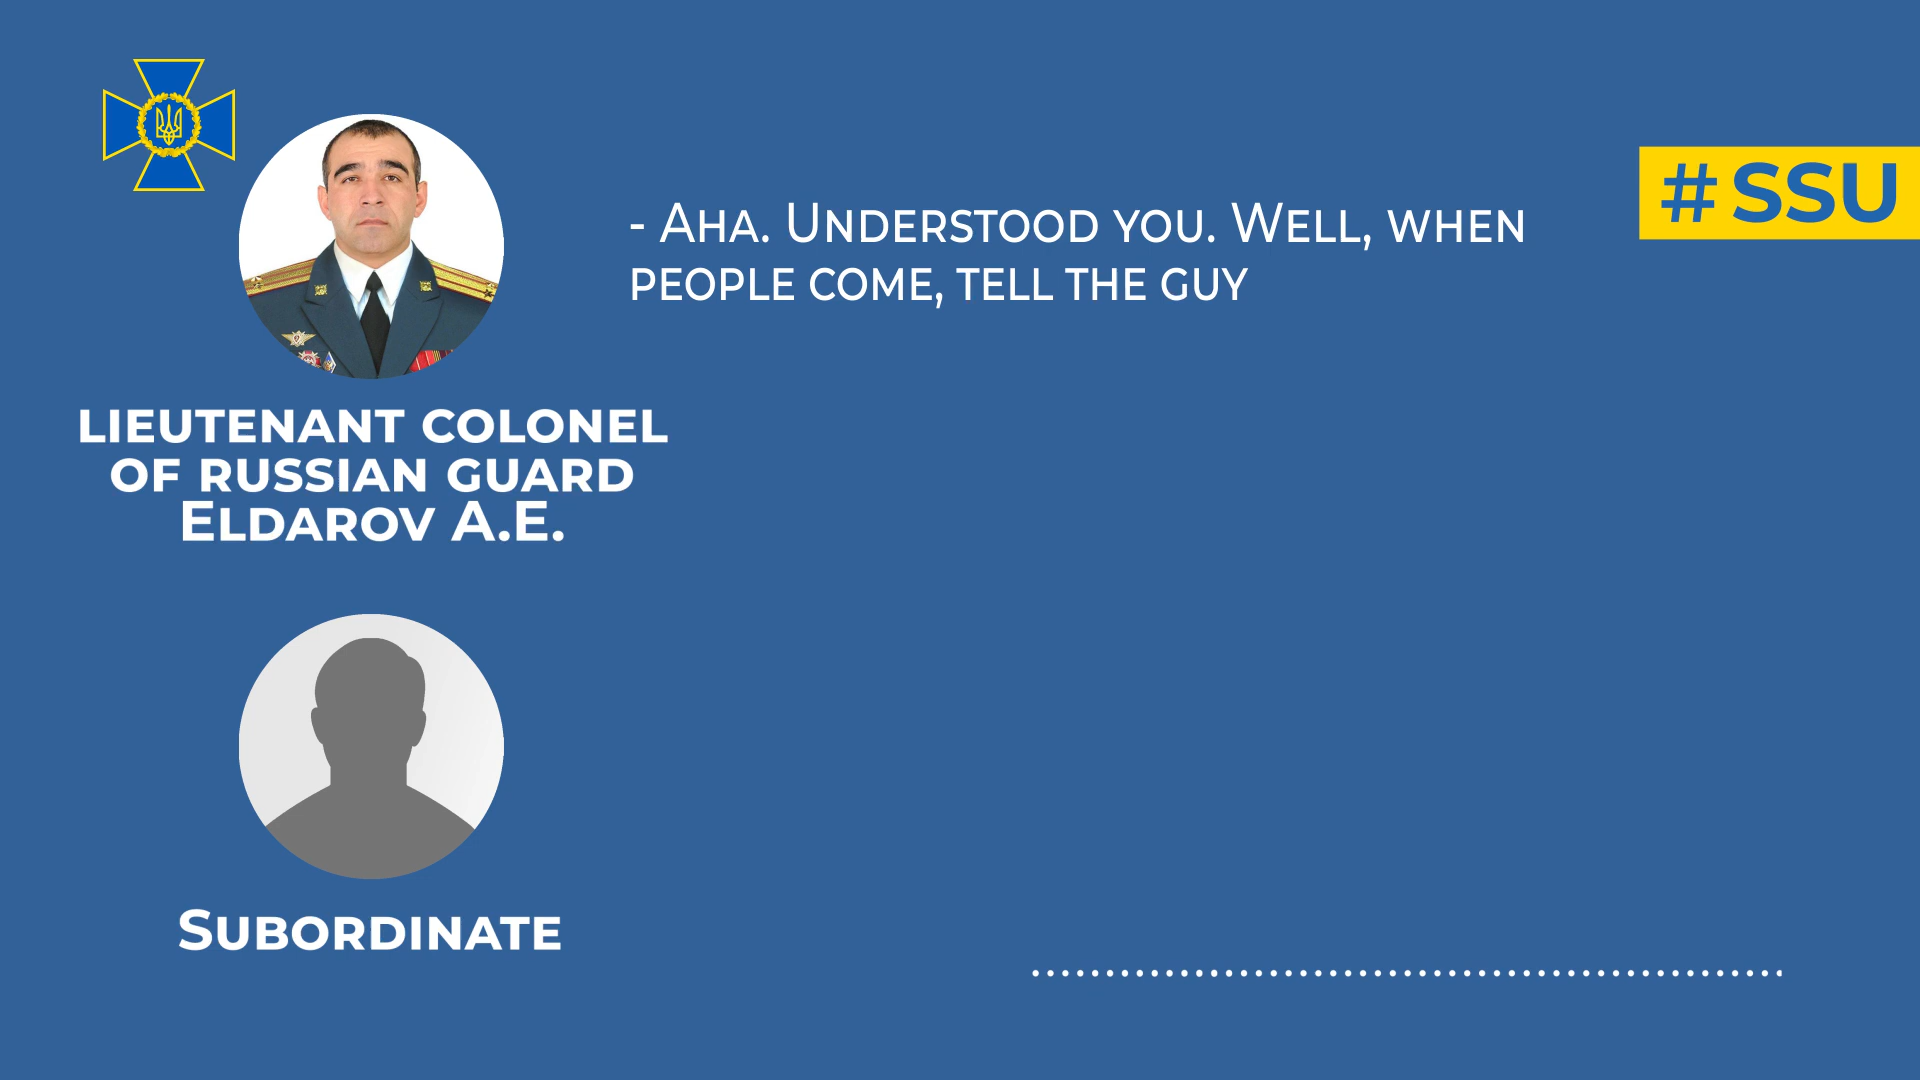 #SSU
- AHA. UNDERSTOOD YOU. WELL, WHEN
PEOPLE COME, TELL THE GUY
LIEUTENANT COLONEL
OF RUSSIAN GUARD
ELDAROV A.E.
SUBORDINATE